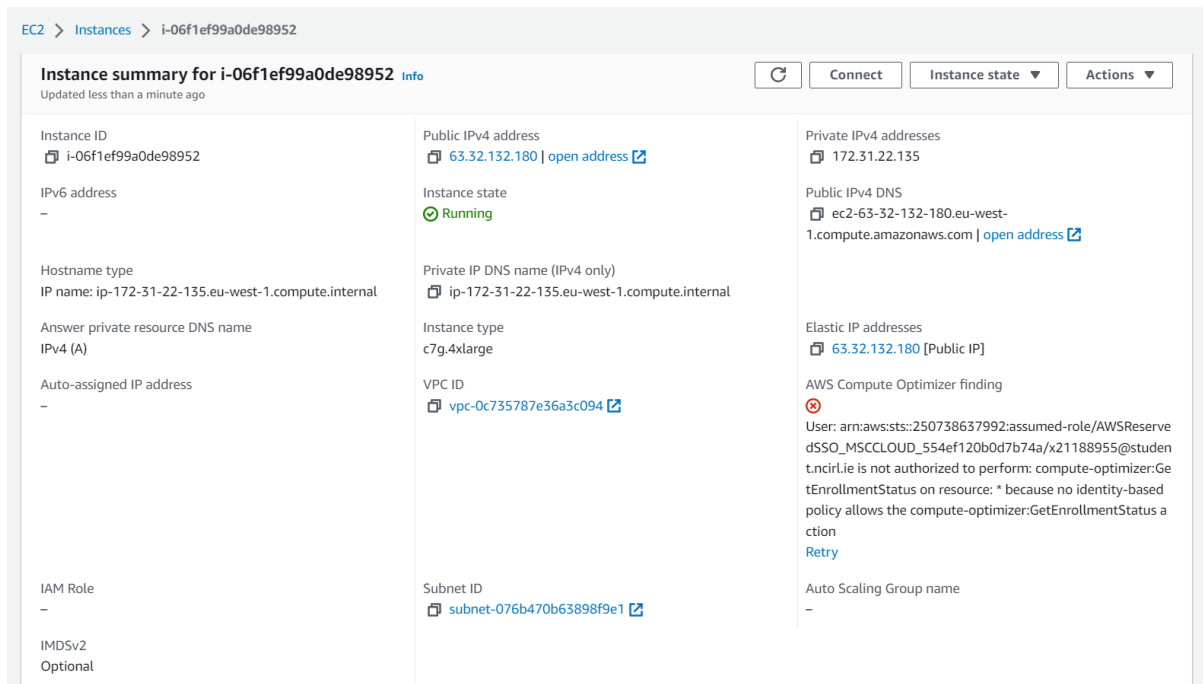 EC2 > Instances > i-06f1ef99a0de98952
Instance summary for i-06f1ef99a0de98952 Info
Updated less than a minute ago
Connect
Instance state
Actions
Instance ID
i-06f1ef99a0de98952
Public IPv4 address
63.32.132.180 | open address
Private IPv4 addresses
172.31.22.135
IPv6 address
–
Instance state
Running
Public IPv4 DNS
ec2-63-32-132-180.eu-west-
1.compute.amazonaws.com | open address
Hostname type
IP name: ip-172-31-22-135.eu-west-1.compute.internal
Private IP DNS name (IPv4 only)
ip-172-31-22-135.eu-west-1.compute.internal
Answer private resource DNS name
IPv4 (A)
Instance type
c7g.4xlarge
Elastic IP addresses
63.32.132.180 [Public IP]
Auto-assigned IP address
–
VPC ID
vpc-0c735787e36a3c094
AWS Compute Optimizer finding
User: arn:aws:sts::250738637992:assumed-role/AWSReserve
dSSO_MSCCLOUD_554ef120b0d7b74a/x21188955@studen
t.ncirl.ie is not authorized to perform: compute-optimizer:Ge
tEnrollmentStatus on resource: * because no identity-based
policy allows the compute-optimizer:GetEnrollmentStatus a
ction
Retry
IAM Role
–
Subnet ID
subnet-076b470b63898f9e1
Auto Scaling Group name
–
IMDSv2
Optional